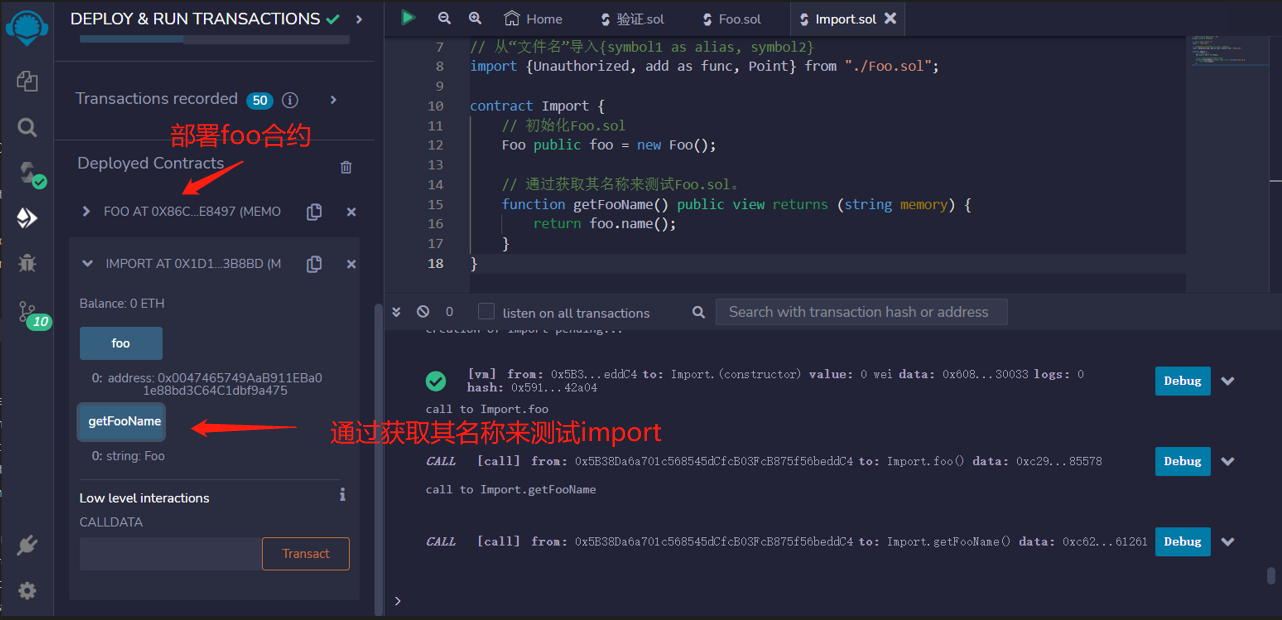 DEPLOY & RUN TRANSACTIONS
Transactions recorded 50
部署foo合约
Deployed Contracts
FOO AT 0X86C...E8497 (MEMO
IMPORT AT 0X1D1...3B8BD (M
Balance: 0 ETH
foo
0: address: 0x0047465749AaB911EBa0
1e88bd3C64C1dbf9a475
getFooName
0: string: Foo
通过获取其名称来测试import
Low level interactions
CALLDATA
Transact
10
Home
验证.sol
Foo.sol
Import.sol
7 // 从“文件名”导入{symbol1 as alias, symbol2}
8 import {Unauthorized, add as func, Point} from "./Foo.sol";
9
10 contract Import {
11 // 初始化Foo.sol
12 Foo public foo = new Foo();
13
14 // 通过获取其名称来测试Foo.sol。
15 function getFooName() public view returns (string memory) {
16 return foo.name();
17 }
18 }
0 listen on all transactions Search with transaction hash or address
creation of Import pending...
[vm] from: 0x5B3...eddC4 to: Import.(constructor) value: 0 wei data: 0x608...30033 logs: 0
hash: 0x591...42a04
Debug
call to Import.foo
CALL [call] from: 0x5B38Da6a701c568545dCfcB03FcB875f56beddC4 to: Import.foo() data: 0xc29...85578
Debug
call to Import.getFooName
CALL [call] from: 0x5B38Da6a701c568545dCfcB03FcB875f56beddC4 to: Import.getFooName() data: 0xc62...61261
Debug
>